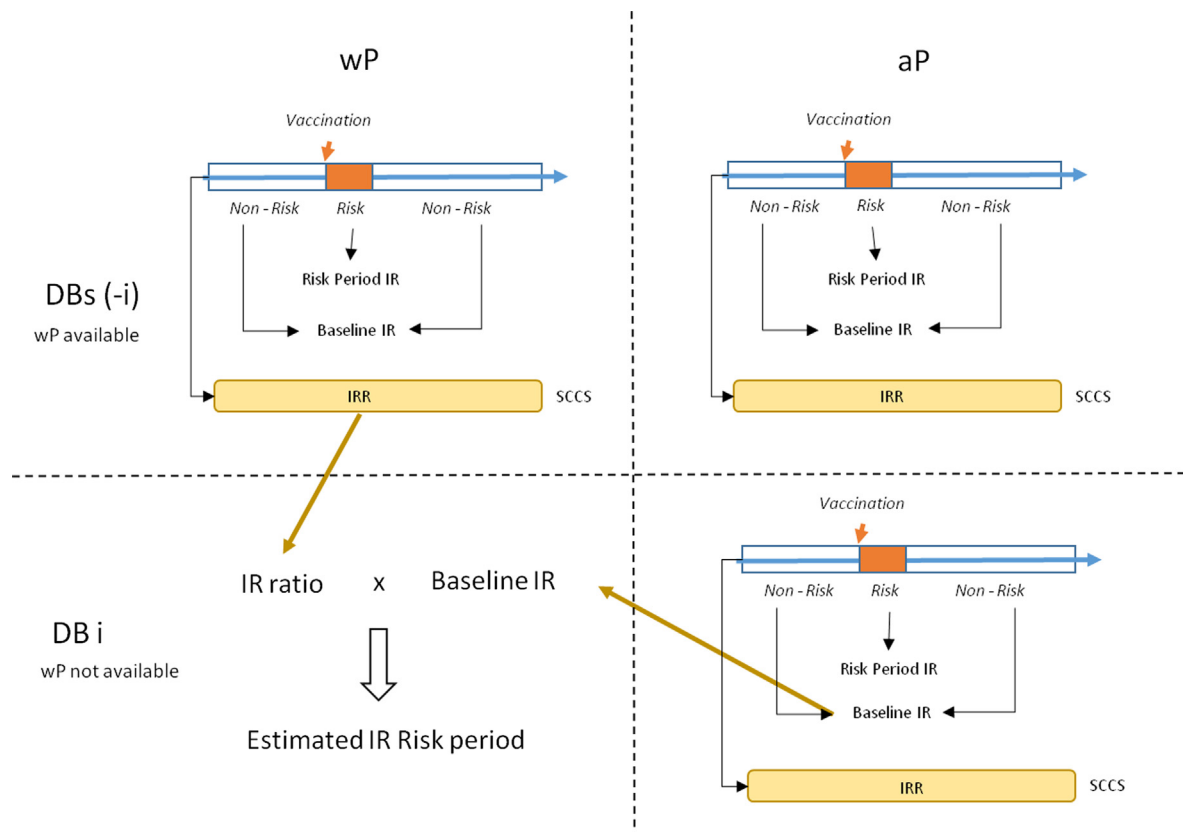 wP
Vaccination
Non - Risk Risk Non - Risk
Risk Period IR
Baseline IR
IRR SCCS
DBs (-i)
wP available
aP
Vaccination
Non - Risk Risk Non - Risk
Risk Period IR
Baseline IR
IRR SCCS
DB i
wP not available
IR ratio x Baseline IR
Estimated IR Risk period
Vaccination
Non - Risk Risk Non - Risk
Risk Period IR
Baseline IR
IRR SCCS